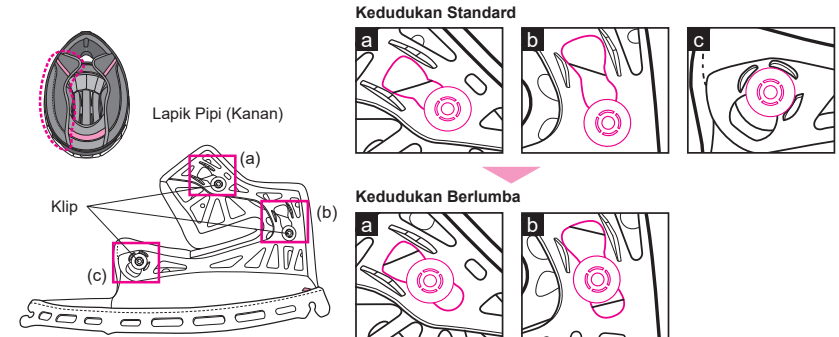 Kedudukan Standard
a
b
c
Lapik Pipi (Kanan)
(a)
Klip
(b)
(c)
Kedudukan Berlumba
a
b